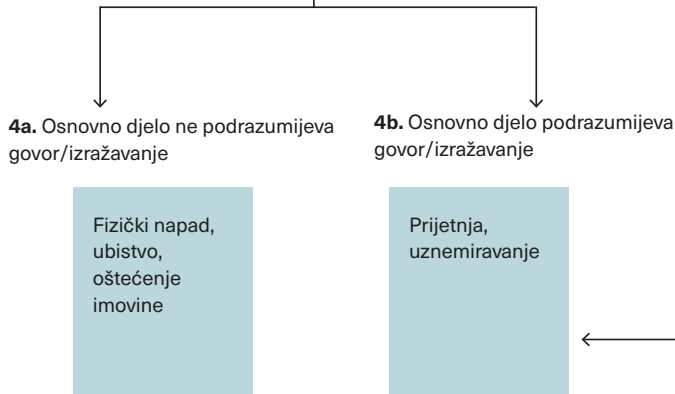 4a. Osnovno djelo ne podrazumijeva
govor/izražavanje
4b. Osnovno djelo podrazumijeva
govor/izražavanje
Fizički napad,
ubistvo,
oštećenje
imovine
Prijetnja,
uznemiravanje